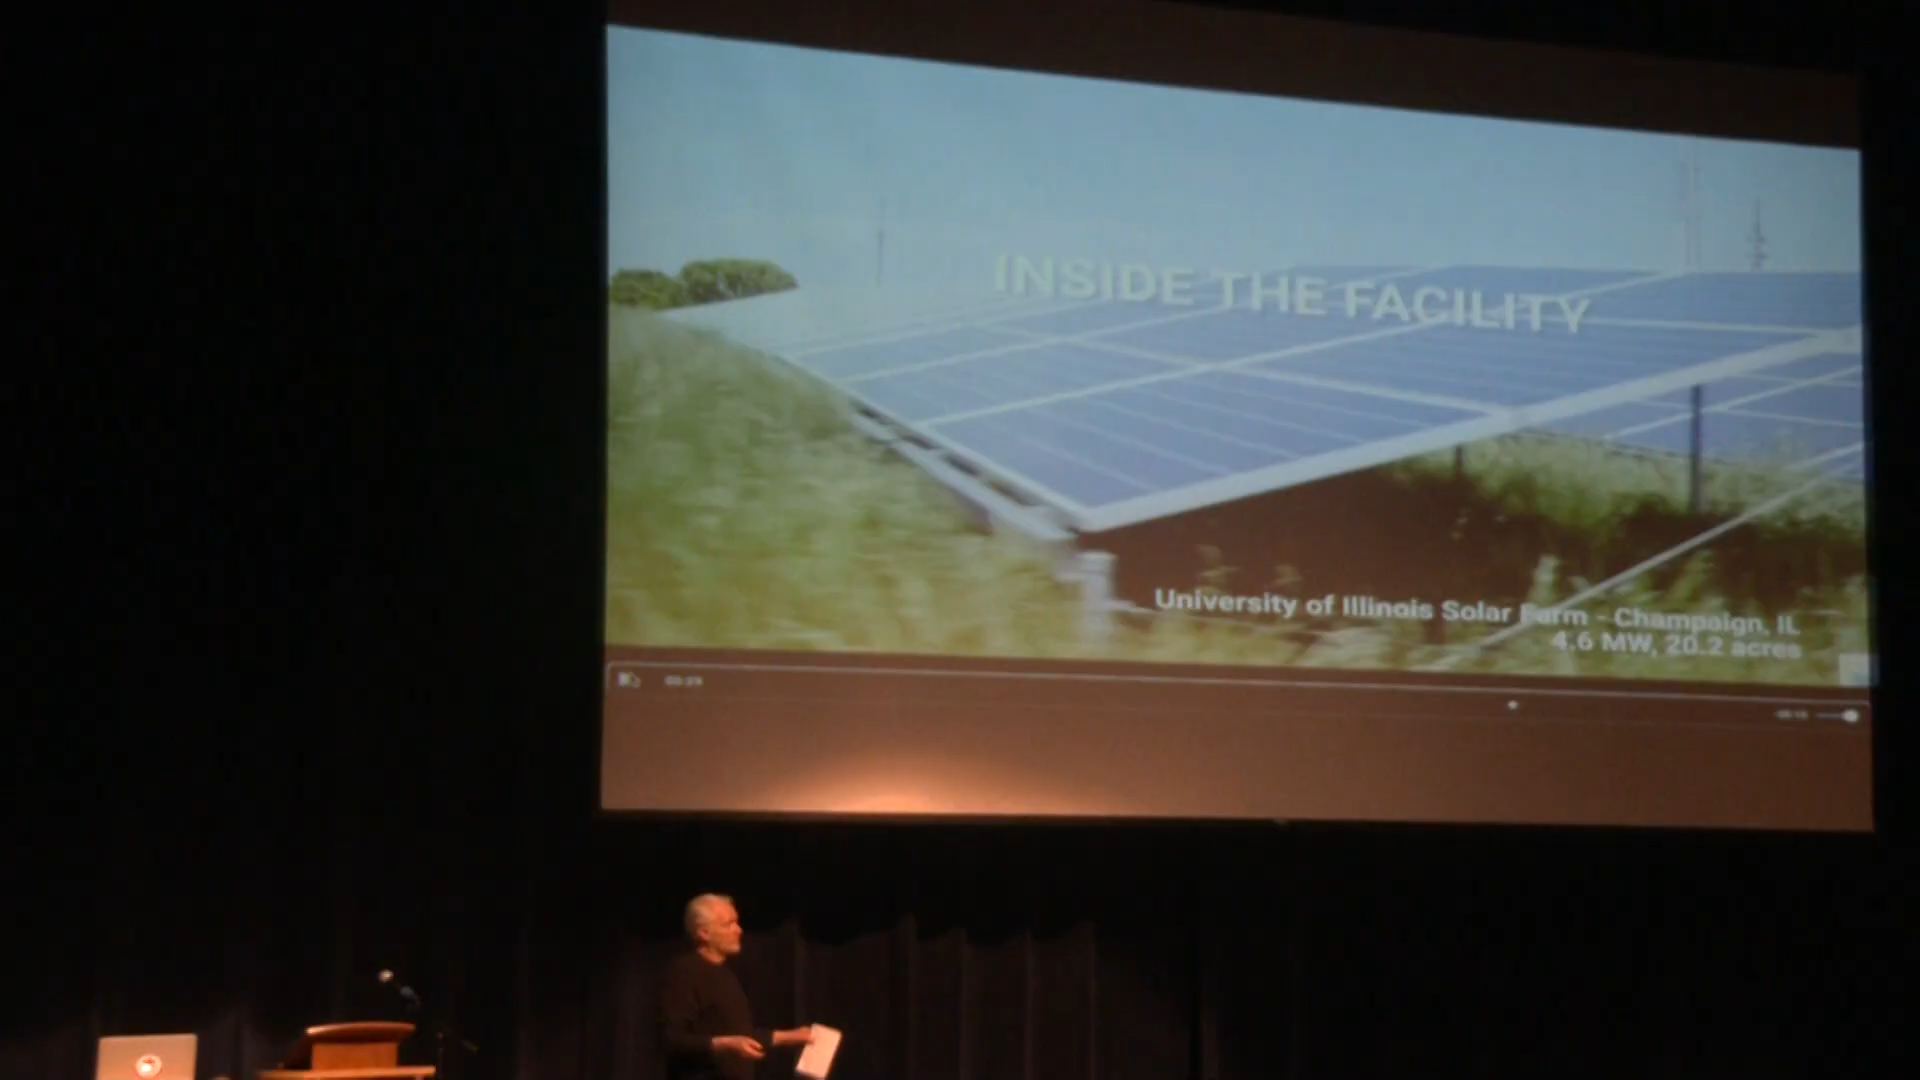 INSIDE THE FACILITY
University of Illinois Solar Farm - Champaign, IL
4.6 MW, 20.2 acres